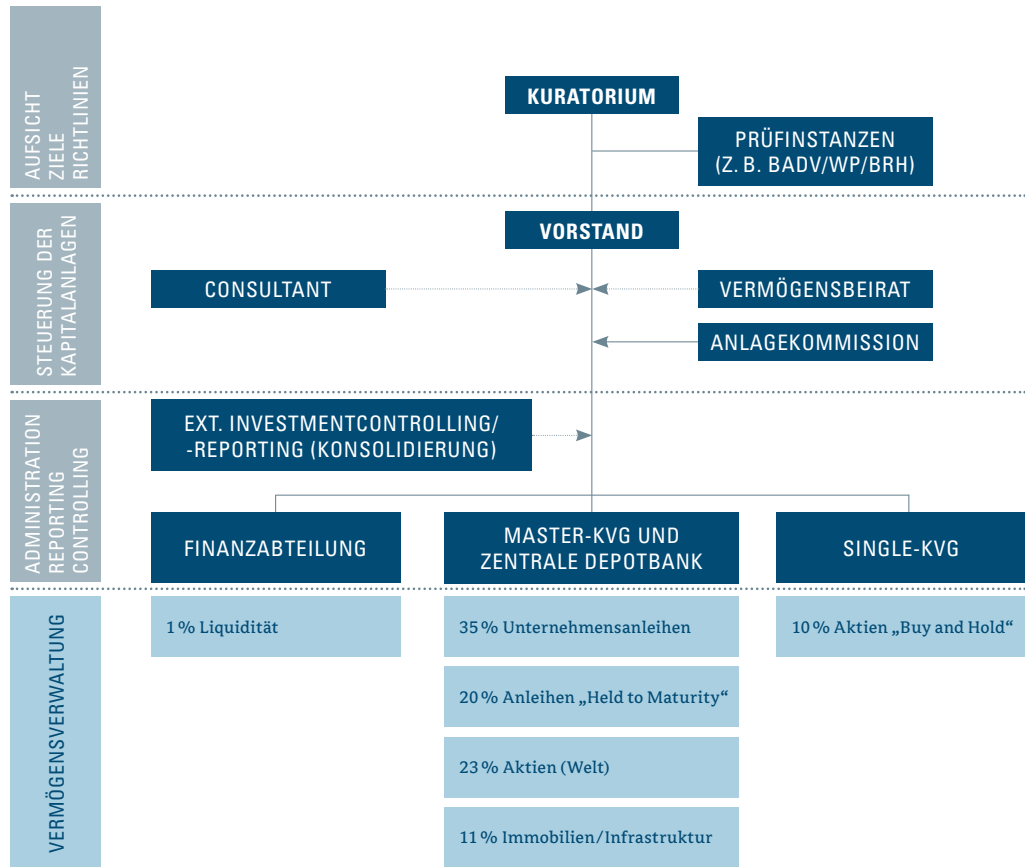 AUFSICHT
ZIELE
RICHTLINIEN
KURATORIUM
PRÜFINSTANZEN
(Z. B. BADV/WP/BRH)
STEUERUNG DER
KAPITALANLAGEN
VORSTAND
CONSULTANT
VERMÖGENSBEIRAT
ANLAGEKOMMISSION
ADMINISTRATION
REPORTING
CONTROLLING
EXT. INVESTMENTCONTROLLING/
-REPORTING (KONSOLIDIERUNG)
FINANZABTEILUNG
MASTER-KVG UND
ZENTRALE DEPOTBANK
SINGLE-KVG
VERMÖGENSVERWALTUNG
1 % Liquidität
35 % Unternehmensanleihen
10 % Aktien „Buy and Hold“
20 % Anleihen „Held to Maturity“
23 % Aktien (Welt)
11 % Immobilien/Infrastruktur